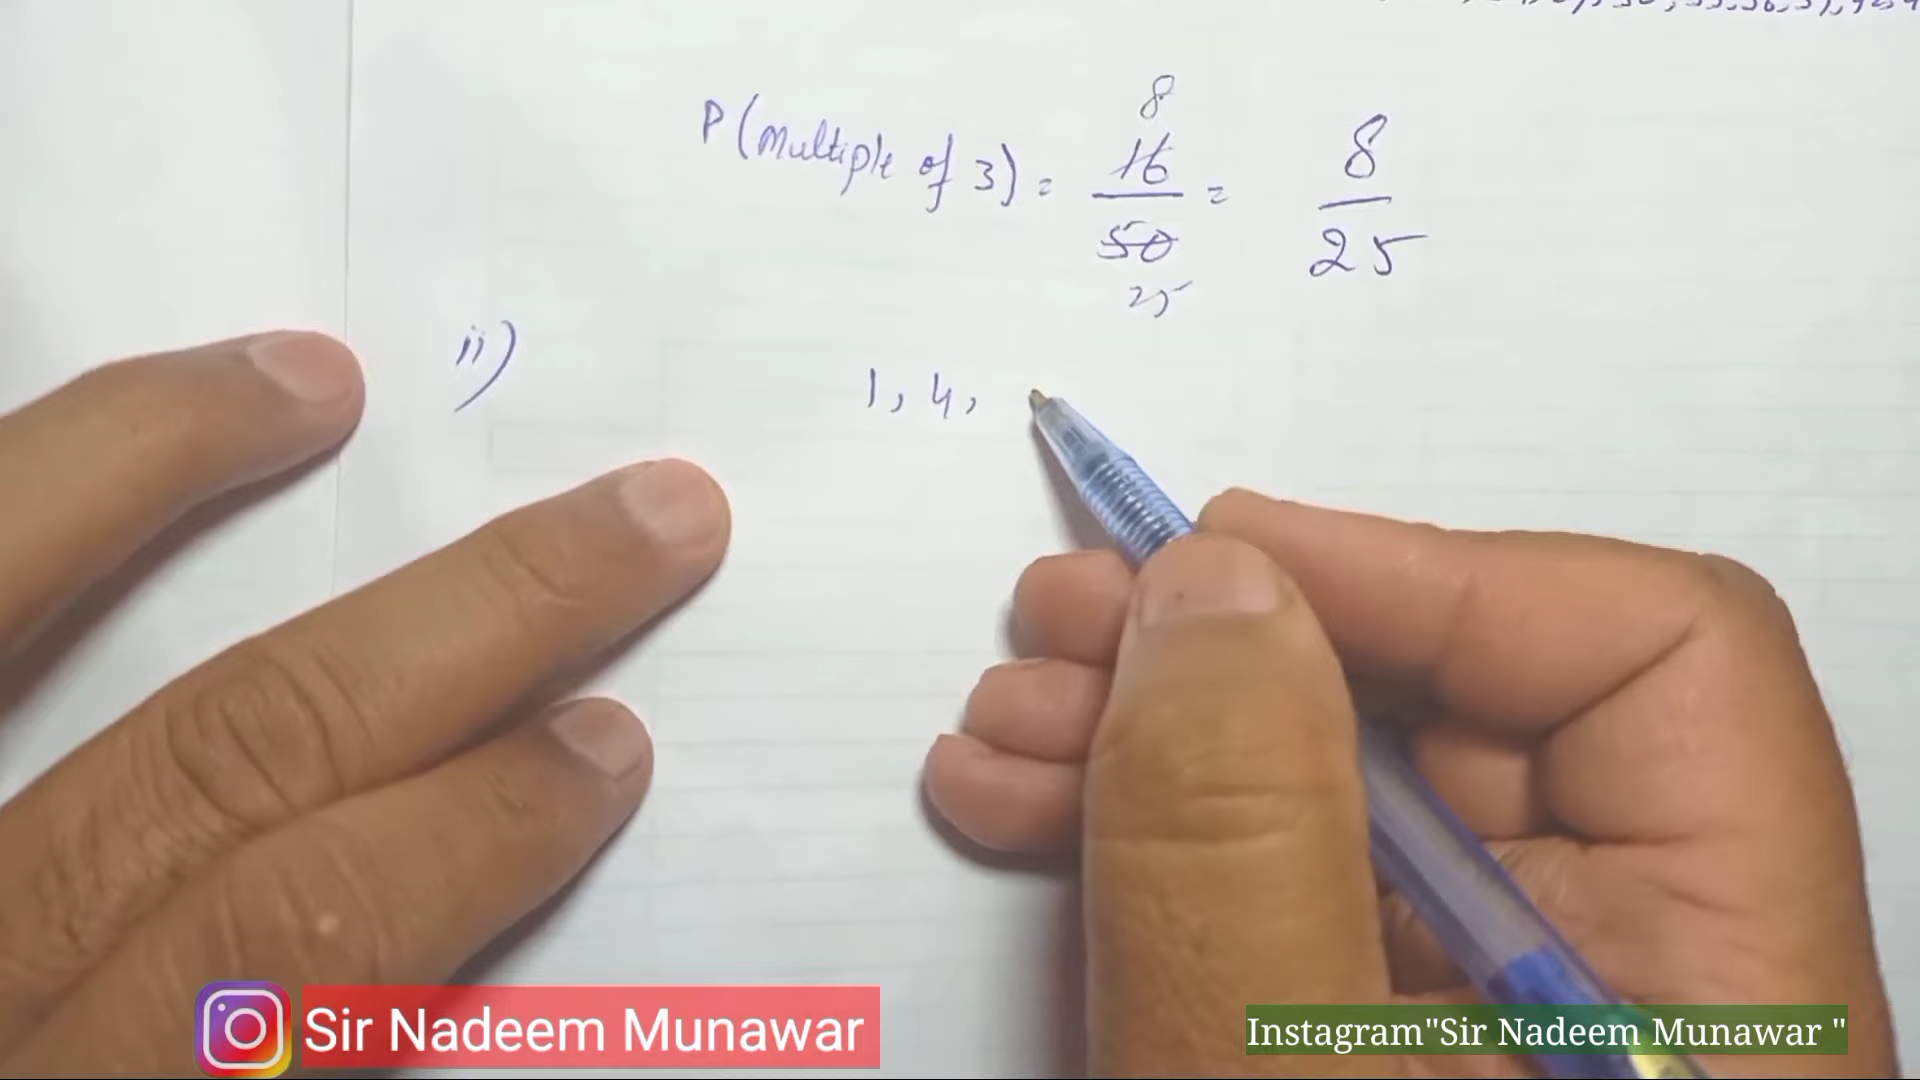 P(Multiple of 3) = 16/50 = 8/25
8
25
ii) 1, 4,
Sir Nadeem Munawar
Instagram"Sir Nadeem Munawar "